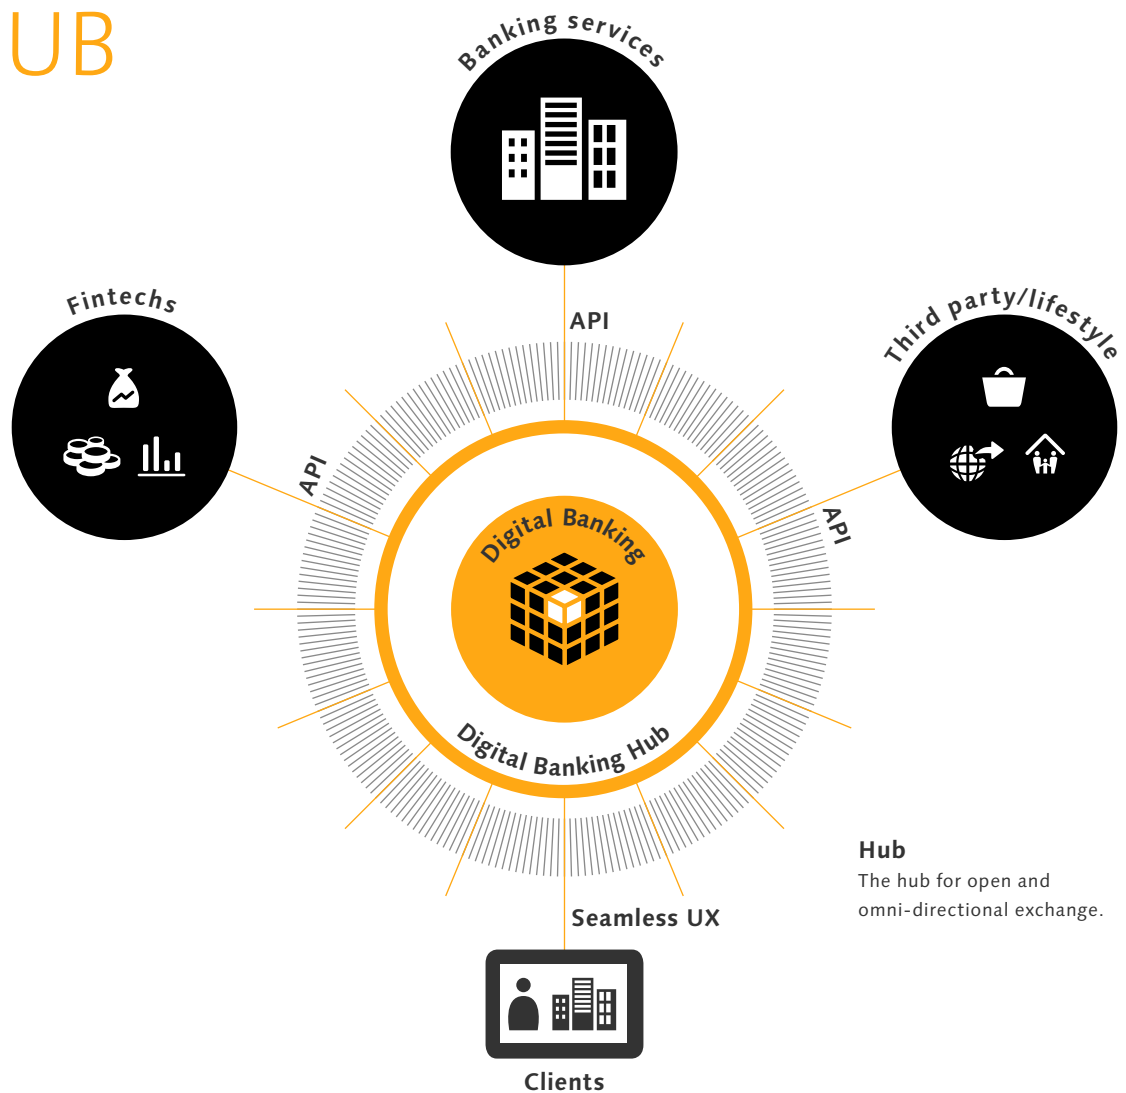 UB
Banking services
Fintechs
Third party/lifestyle
API
API
API
Digital Banking
Digital Banking Hub
Hub
The hub for open and
omni-directional exchange.
Seamless UX
Clients